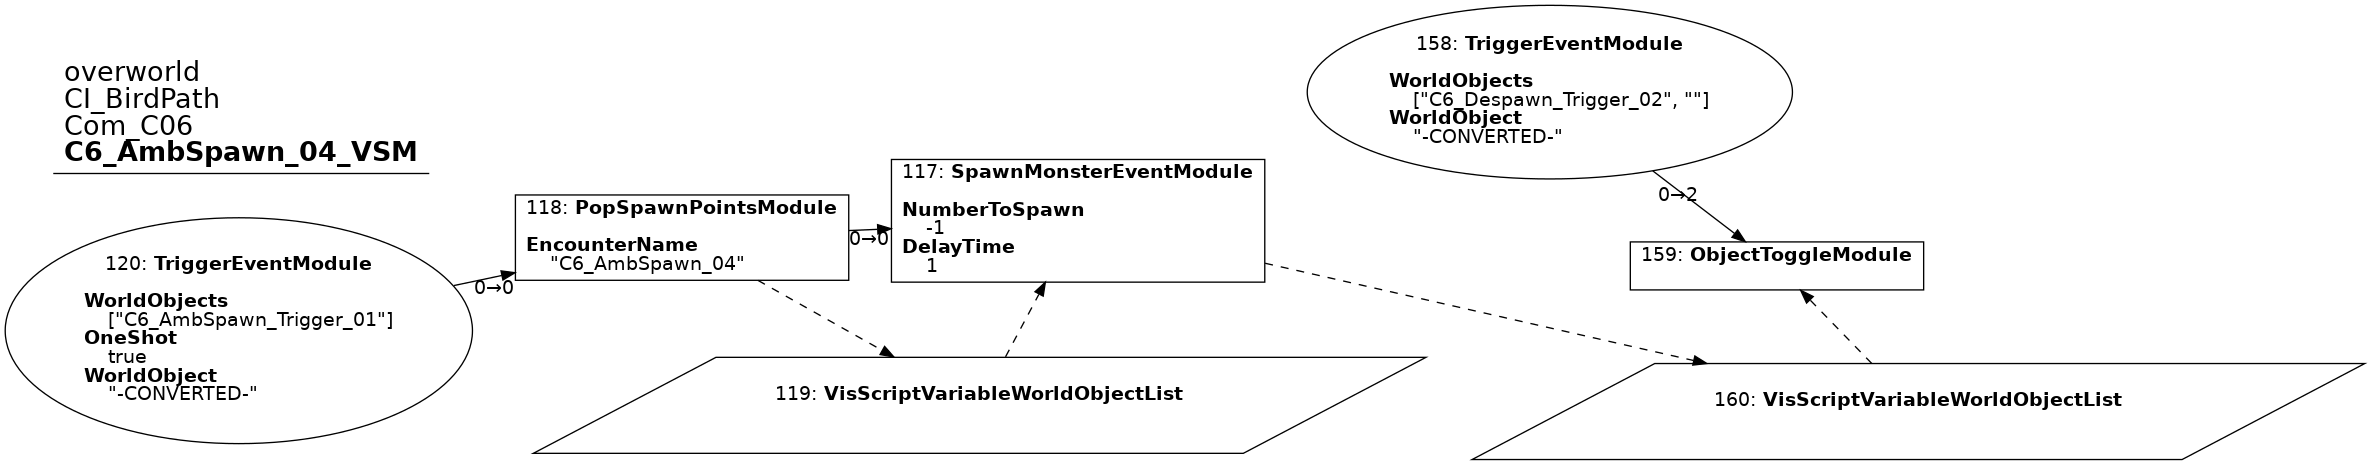 overworld
CI_BirdPath
Com_C06
C6_AmbSpawn_04_VSM
120: TriggerEventModule
WorldObjects
["C6_AmbSpawn_Trigger_01"]
OneShot
true
WorldObject
"-CONVERTED-"
0→0
118: PopSpawnPointsModule
EncounterName
"C6_AmbSpawn_04"
0→0
117: SpawnMonsterEventModule
NumberToSpawn
-1
DelayTime
1
119: VisScriptVariableWorldObjectList
158: TriggerEventModule
WorldObjects
["C6_Despawn_Trigger_02", ""]
WorldObject
"-CONVERTED-"
0→2
159: ObjectToggleModule
160: VisScriptVariableWorldObjectList